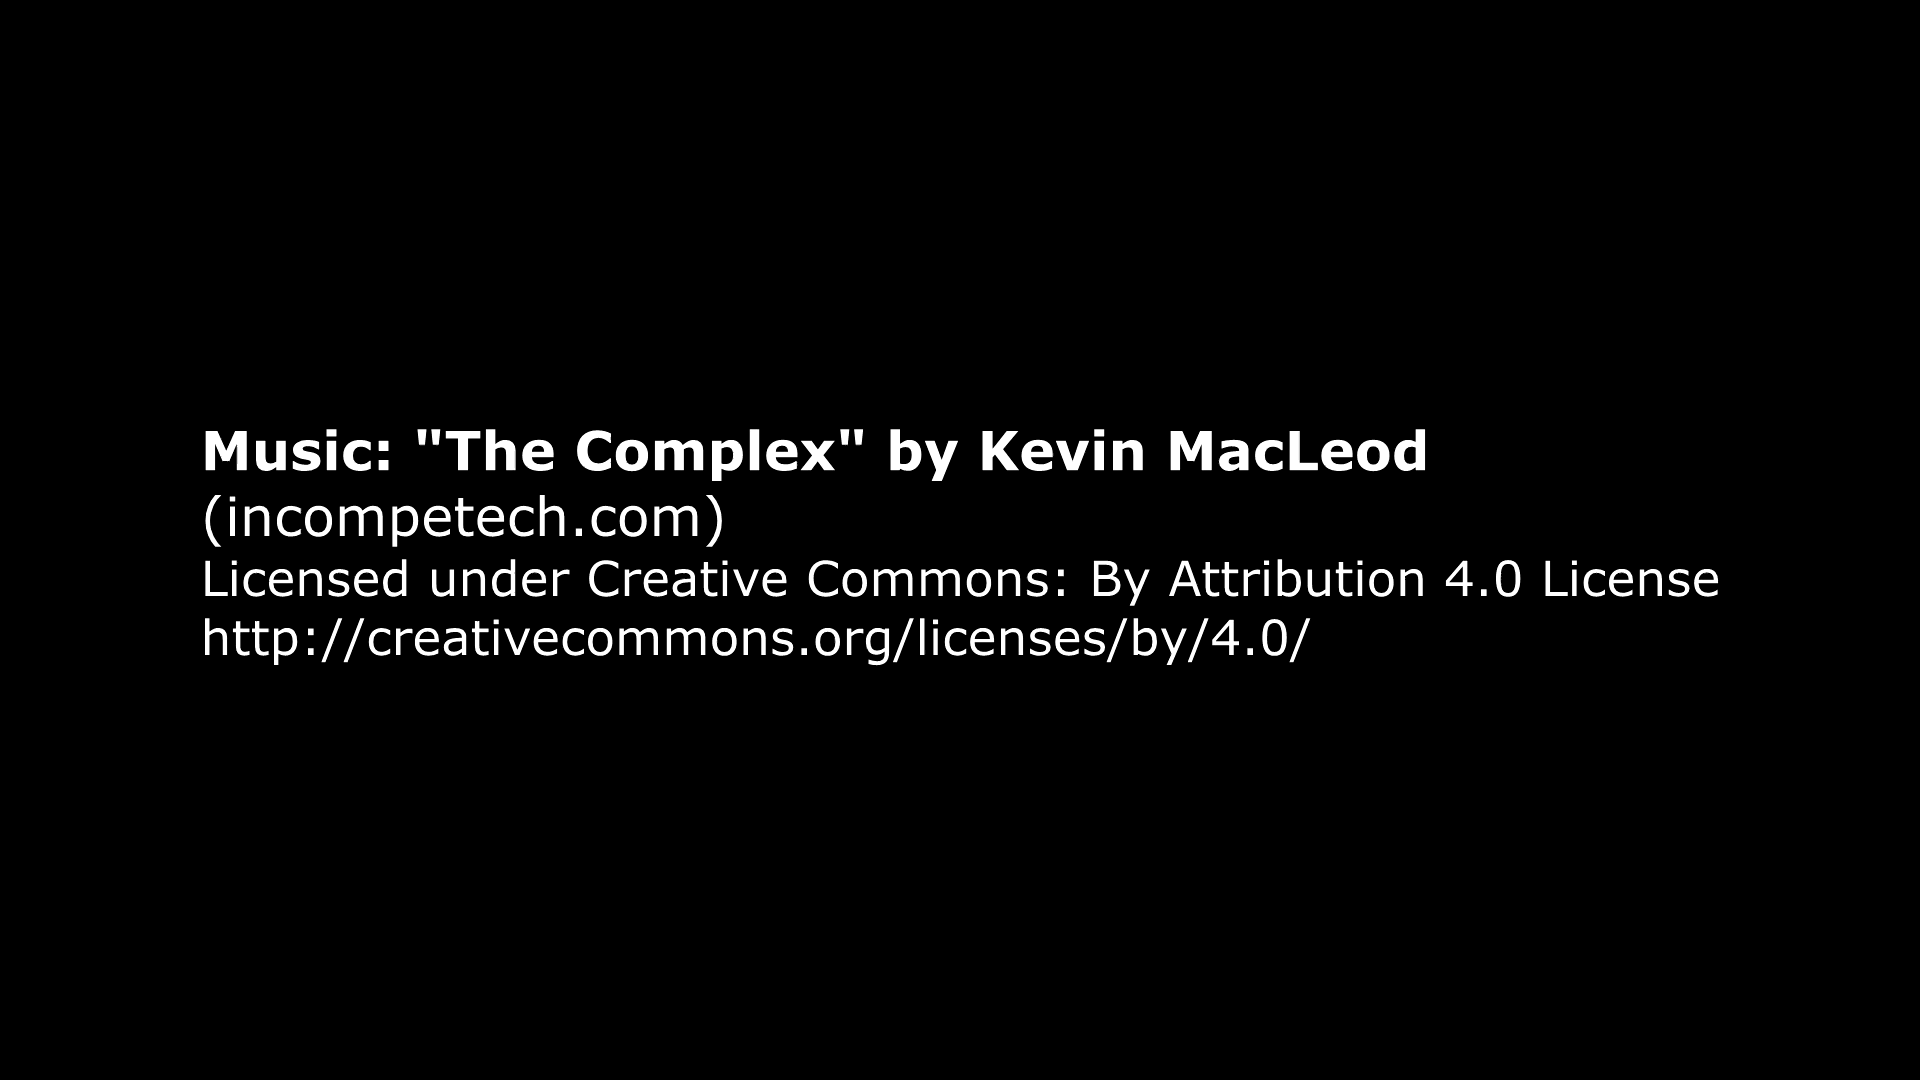 Music: "The Complex" by Kevin MacLeod
(incompetech.com)
Licensed under Creative Commons: By Attribution 4.0 License
http://creativecommons.org/licenses/by/4.0/